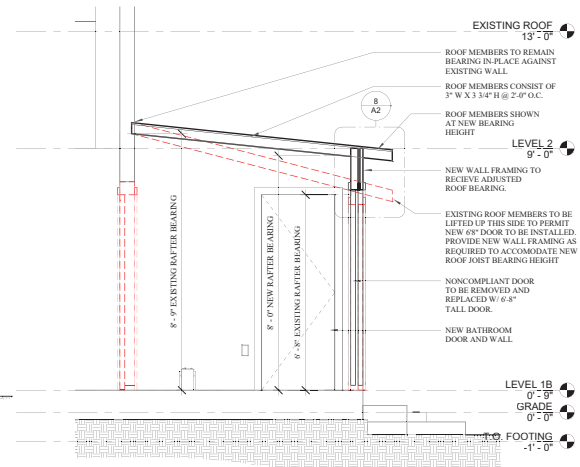 EXISTING ROOF
13' - 0"
ROOF MEMBERS TO REMAIN
BEARING IN-PLACE AGAINST
EXISTING WALL
ROOF MEMBERS CONSIST OF
3" W X 3 3/4" H @ 2'-0" O.C.
8
A2
ROOF MEMBERS SHOWN
AT NEW BEARING
HEIGHT
LEVEL 2
9' - 0"
NEW WALL FRAMING TO
RECIEVE ADJUSTED
ROOF BEARING.
EXISTING ROOF MEMBERS TO BE
LIFTED UP THIS SIDE TO PERMIT
NEW 6'8" DOOR TO BE INSTALLED.
PROVIDE NEW WALL FRAMING AS
REQUIRED TO ACCOMODATE NEW
ROOF JOIST BEARING HEIGHT
8' - 9" EXISTING RAFTER BEARING
8' - 0" NEW RAFTER BEARING
6' - 8" EXISTING RAFTER BEARING
NONCOMPLIANT DOOR
TO BE REMOVED AND
REPLACED W/ 6'-8"
TALL DOOR.
NEW BATHROOM
DOOR AND WALL
LEVEL 1B
0' - 9"
GRADE
0' - 0"
T.O. FOOTING
-1' - 0"